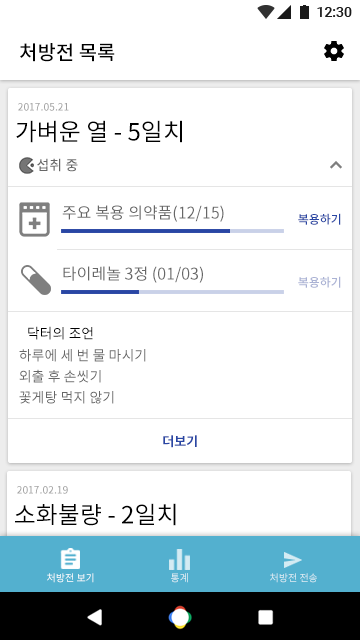 12:30
처방전 목록
2017.05.21
가벼운 열 - 5일치
섭취 중
주요 복용 의약품(12/15)
복용하기
타이레놀 3정 (01/03)
복용하기
닥터의 조언
하루에 세 번 물 마시기
외출 후 손씻기
꽃게탕 먹지 않기
더보기
2017.02.19
소화불량 - 2일치
처방전 보기
통계
처방전 전송